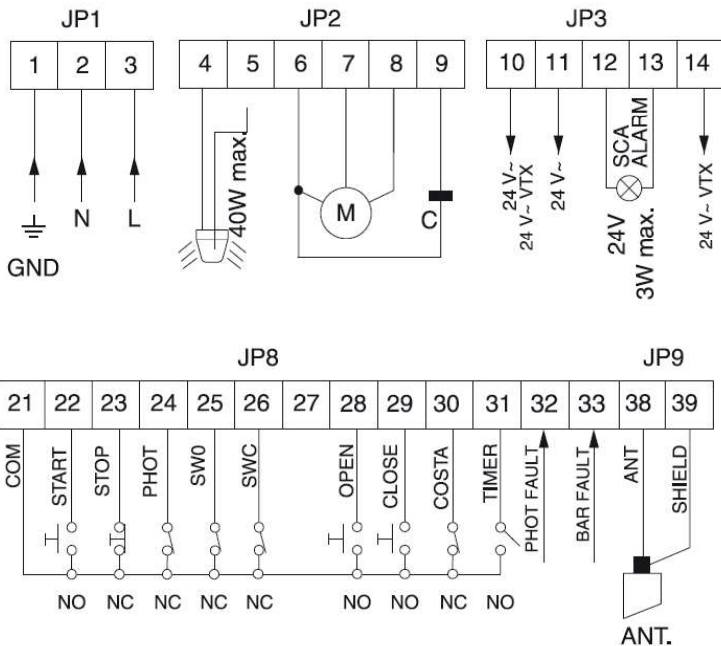 JP1 JP2 JP3
1 2 3 4 5 6 7 8 9 10 11 12 13 14
40W max.
M
C
N L
GND
24 V~
24 V~ VTX
24 V~
SCA
ALARM
24V
3W max.
24 V~ VTX
JP8 JP9
21 22 23 24 25 26 27 28 29 30 31 32 33 38 39
COM START STOP PHOT SW0 SWC OPEN CLOSE COSTA TIMER PHOT FAULT BAR FAULT ANT SHIELD
NO NC NC NC NC NO NO NC NO
ANT.